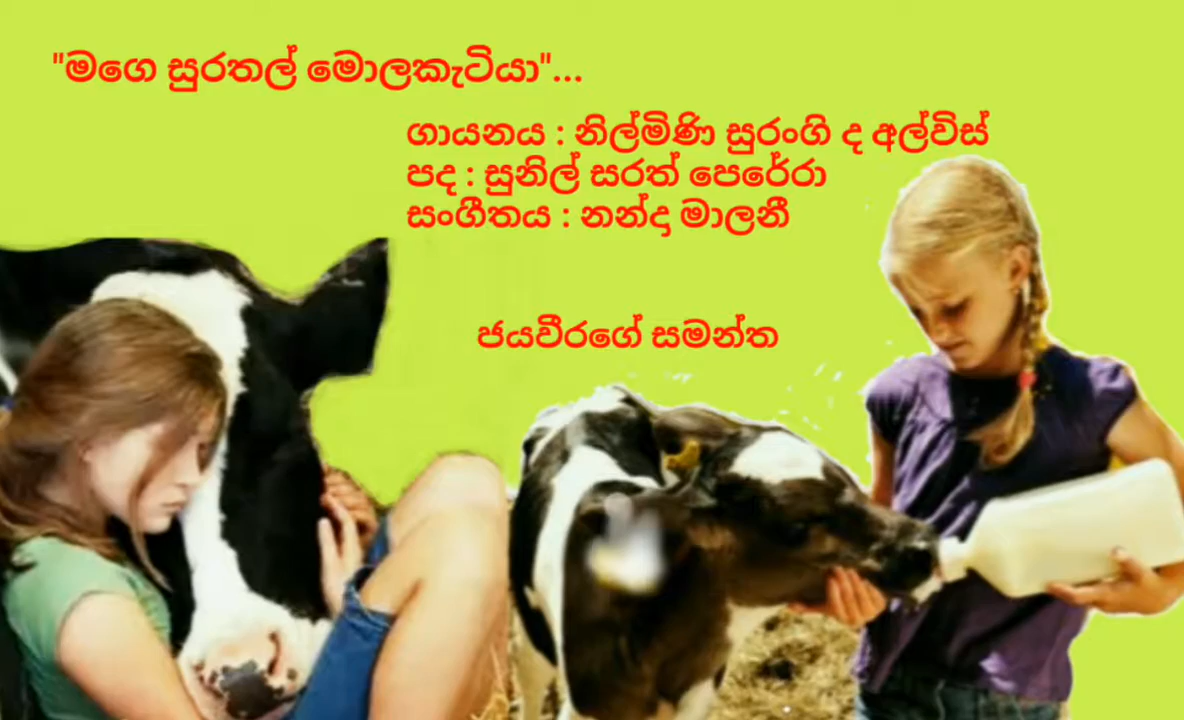 "මගෙ සුරතල් මොලකැටියා"...
ගායනය : නිල්මිණි සුරංගි ද අල්විස්
පද : සුනිල් සරත් පෙරේරා
සංගීතය : නන්දා මාලනී
ජයවීරගේ සමන්ත